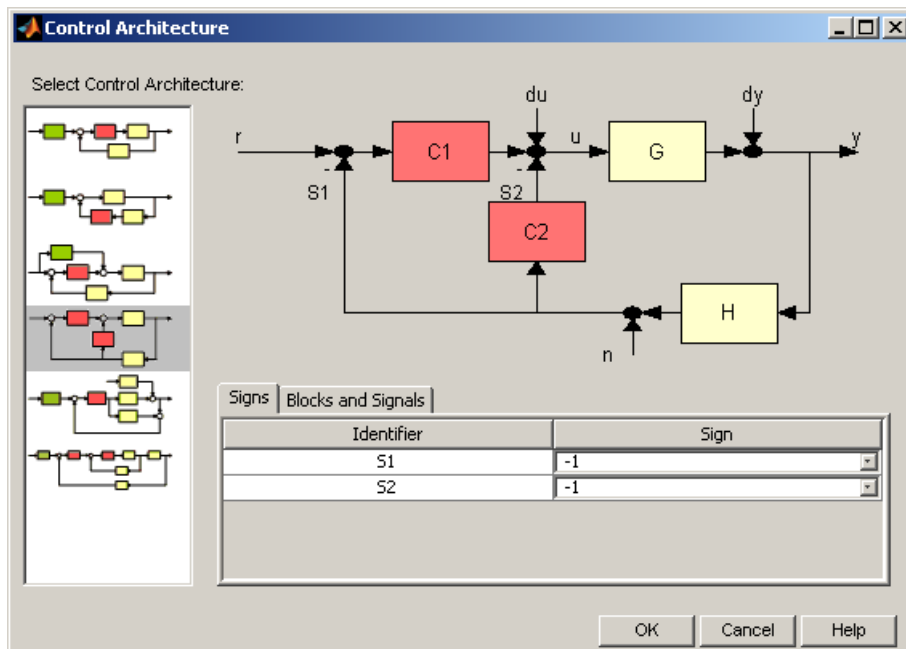 Control Architecture
Select Control Architecture:
du
dy
r
C1
u
G
y
-
-
S1
S2
C2
H
n
Signs
Blocks and Signals
Identifier
Sign
S1
-1
S2
-1
OK
Cancel
Help